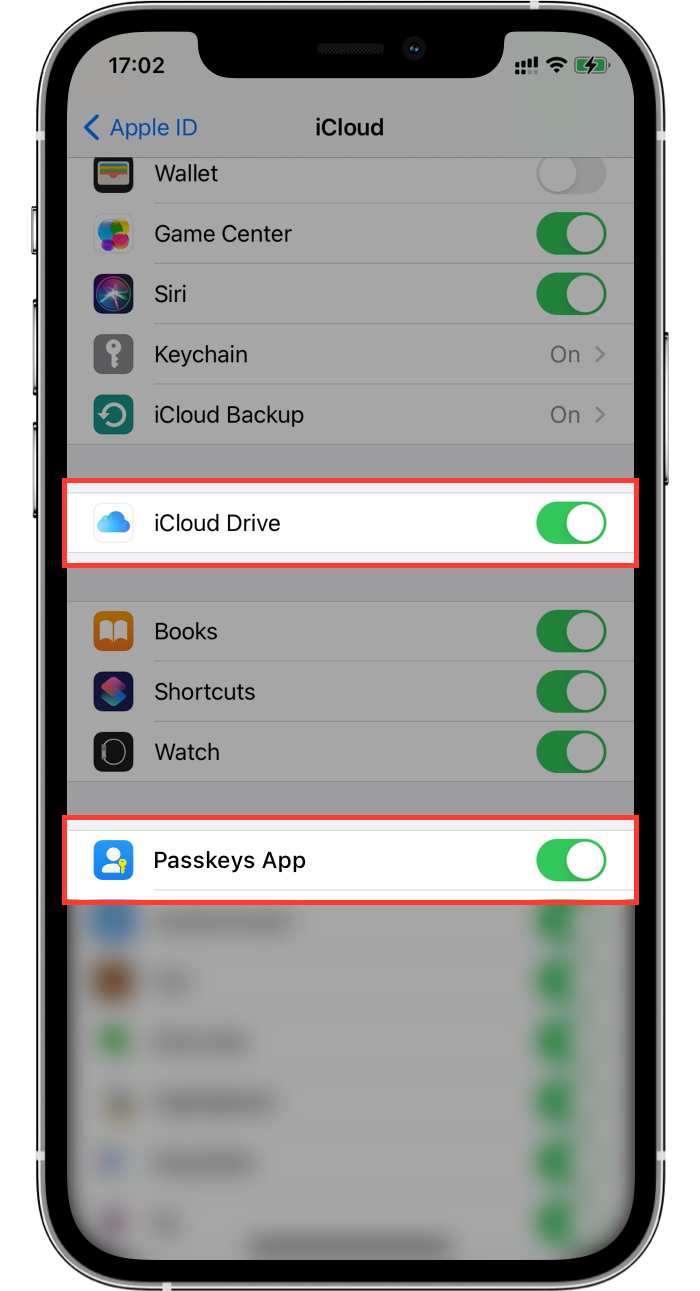 17:02
Apple ID
iCloud
Wallet
Game Center
Siri
Keychain
On
iCloud Backup
On
iCloud Drive
Books
Shortcuts
Watch
Passkeys App